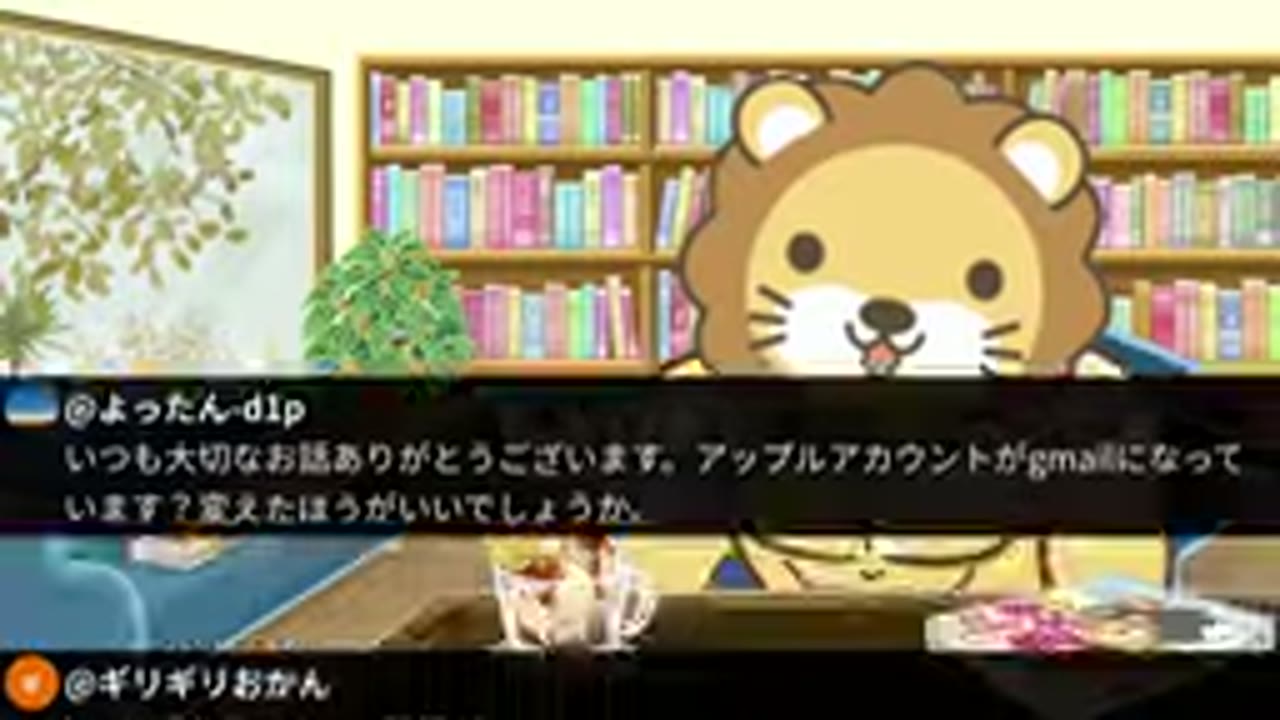 @よったん-d1p
いつも大切なお話ありがとうございます。アップルアカウントがgmailになって
います？変えたほうがいいでしょうか。
@ギリギリおかん